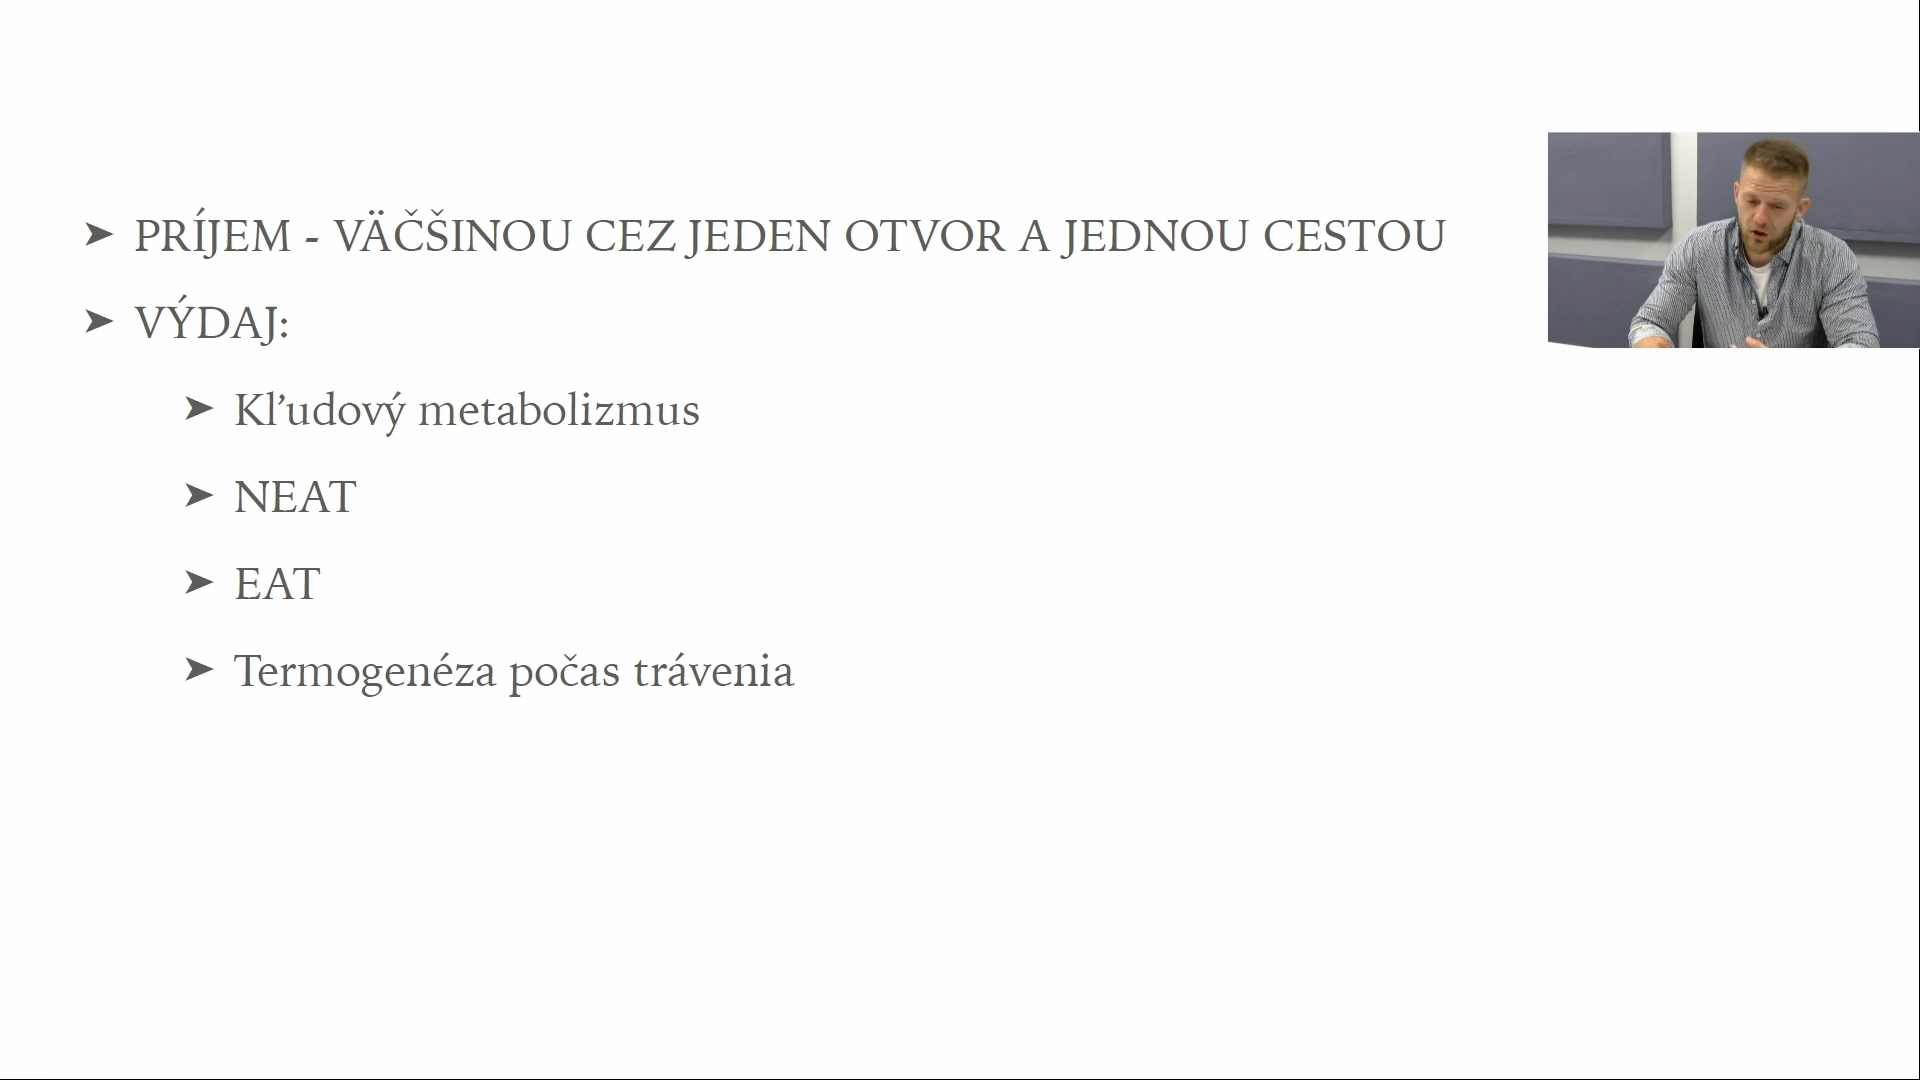 ➤ PRÍJEM - VÄČŠINOU CEZ JEDEN OTVOR A JEDNOU CESTOU
➤ VÝDAJ:
➤ Kľudový metabolizmus
➤ NEAT
➤ EAT
➤ Termogenéza počas trávenia